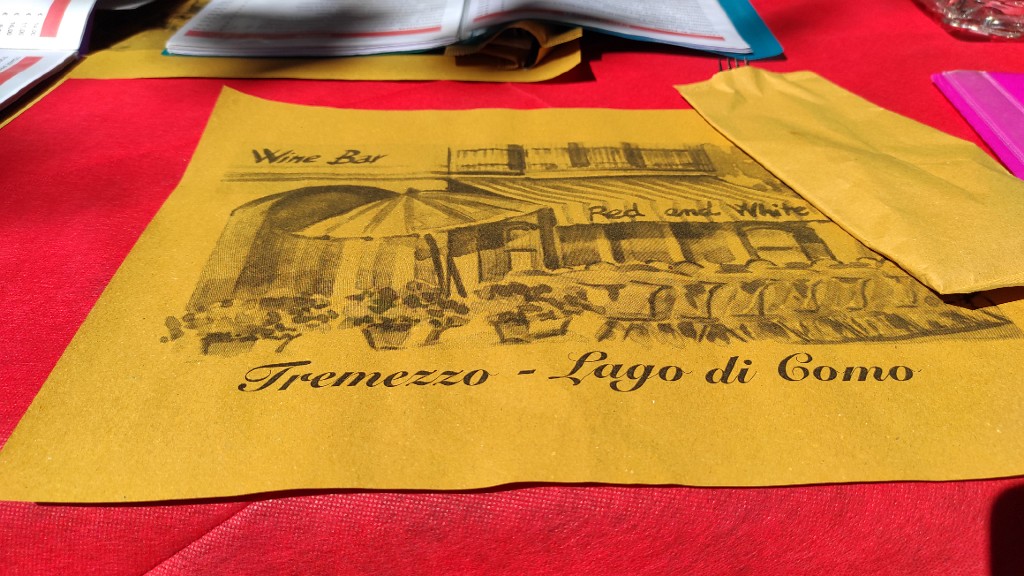 Wine Bar
Red and White
Tremezzo - Lago di Como